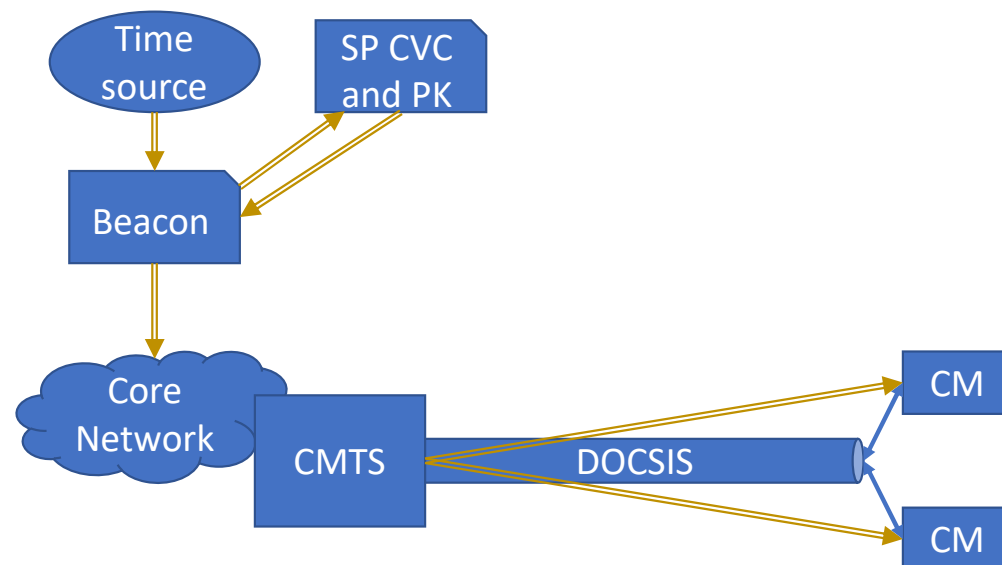 Time
source
SP CVC
and PK
Beacon
Core
Network
CMTS
DOCSIS
CM
CM